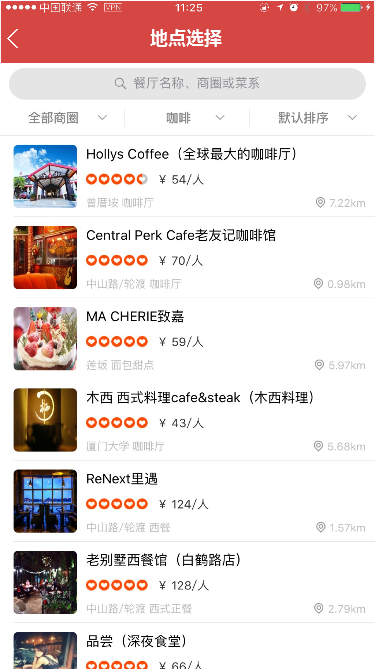 中国联通 VPN 11:25 97%
地点选择
餐厅名称、商圈或菜系
全部商圈 咖啡 默认排序
Hollys Coffee（全球最大的咖啡厅）
¥ 54/人
曾厝垵 咖啡厅 7.22km
Central Perk Cafe老友记咖啡馆
¥ 70/人
中山路/轮渡 咖啡厅 0.98km
MA CHERIE致嘉
¥ 59/人
莲坂 面包甜点 5.97km
木西 西式料理cafe&steak（木西料理）
¥ 43/人
厦门大学 咖啡厅 5.68km
ReNext里遇
¥ 124/人
中山路/轮渡 西餐 1.57km
老别墅西餐馆（白鹤路店）
¥ 128/人
中山路/轮渡 西式正餐 2.79km
品尝（深夜食堂）
¥ 66/人